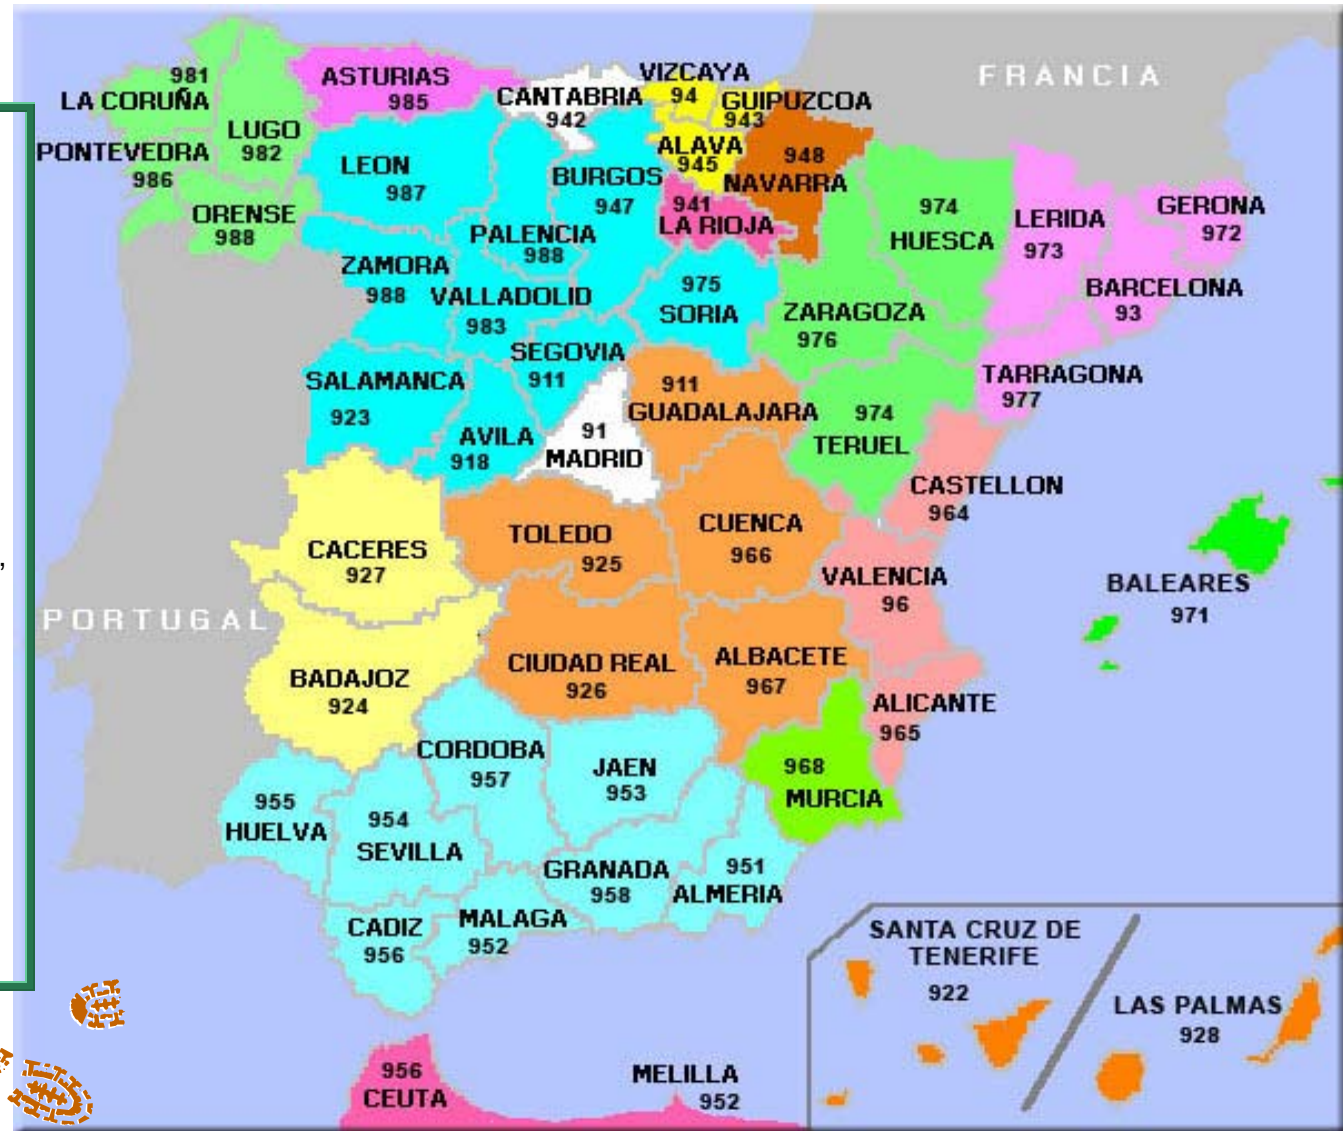 FRANCIA
981
LA CORUÑA
ASTURIAS
985
CANTABRIA
942
VIZCAYA
94
GUIPUZCOA
943
LUGO
982
PONTEVEDRA
986
ORENSE
988
LEON
987
BURGOS
947
ALAVA
945
948
NAVARRA
941
LA RIOJA
PALENCIA
988
ZAMORA
988
VALLADOLID
983
975
SORIA
974
HUESCA
LERIDA
973
GERONA
972
BARCELONA
93
ZARAGOZA
976
TARRAGONA
977
SEGOVIA
911
SALAMANCA
923
AVILA
918
91
MADRID
911
GUADALAJARA
974
TERUEL
CASTELLON
964
CACERES
927
TOLEDO
925
CUENCA
966
VALENCIA
96
BALEARES
971
,
PORTUGAL
BADAJOZ
924
CIUDAD REAL
926
ALBACETE
967
ALICANTE
965
968
MURCIA
CORDOBA
957
JAEN
953
955
HUELVA
954
SEVILLA
GRANADA
958
951
ALMERIA
CADIZ
956
MALAGA
952
956
CEUTA
MELILLA
952
SANTA CRUZ DE
TENERIFE
922
LAS PALMAS
928